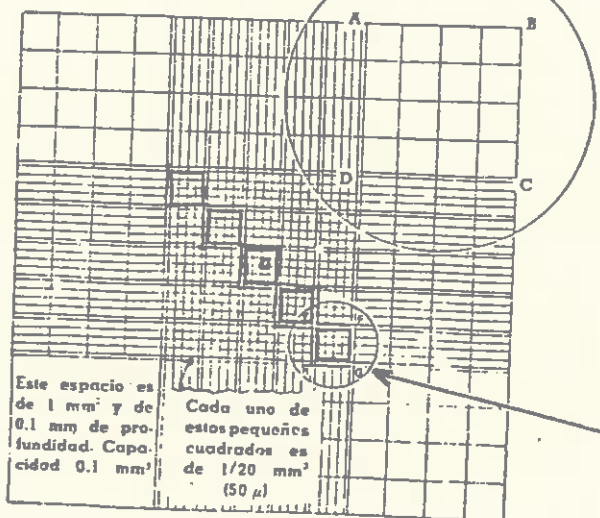 A
B
D
C
a
Este espacio es
de 1 mm² y de
0.1 mm de pro-
fundidad. Capa-
cidad 0.1 mm³
Cada uno de
estos pequeños
cuadrados es
de 1/20 mm²
(50 μ)